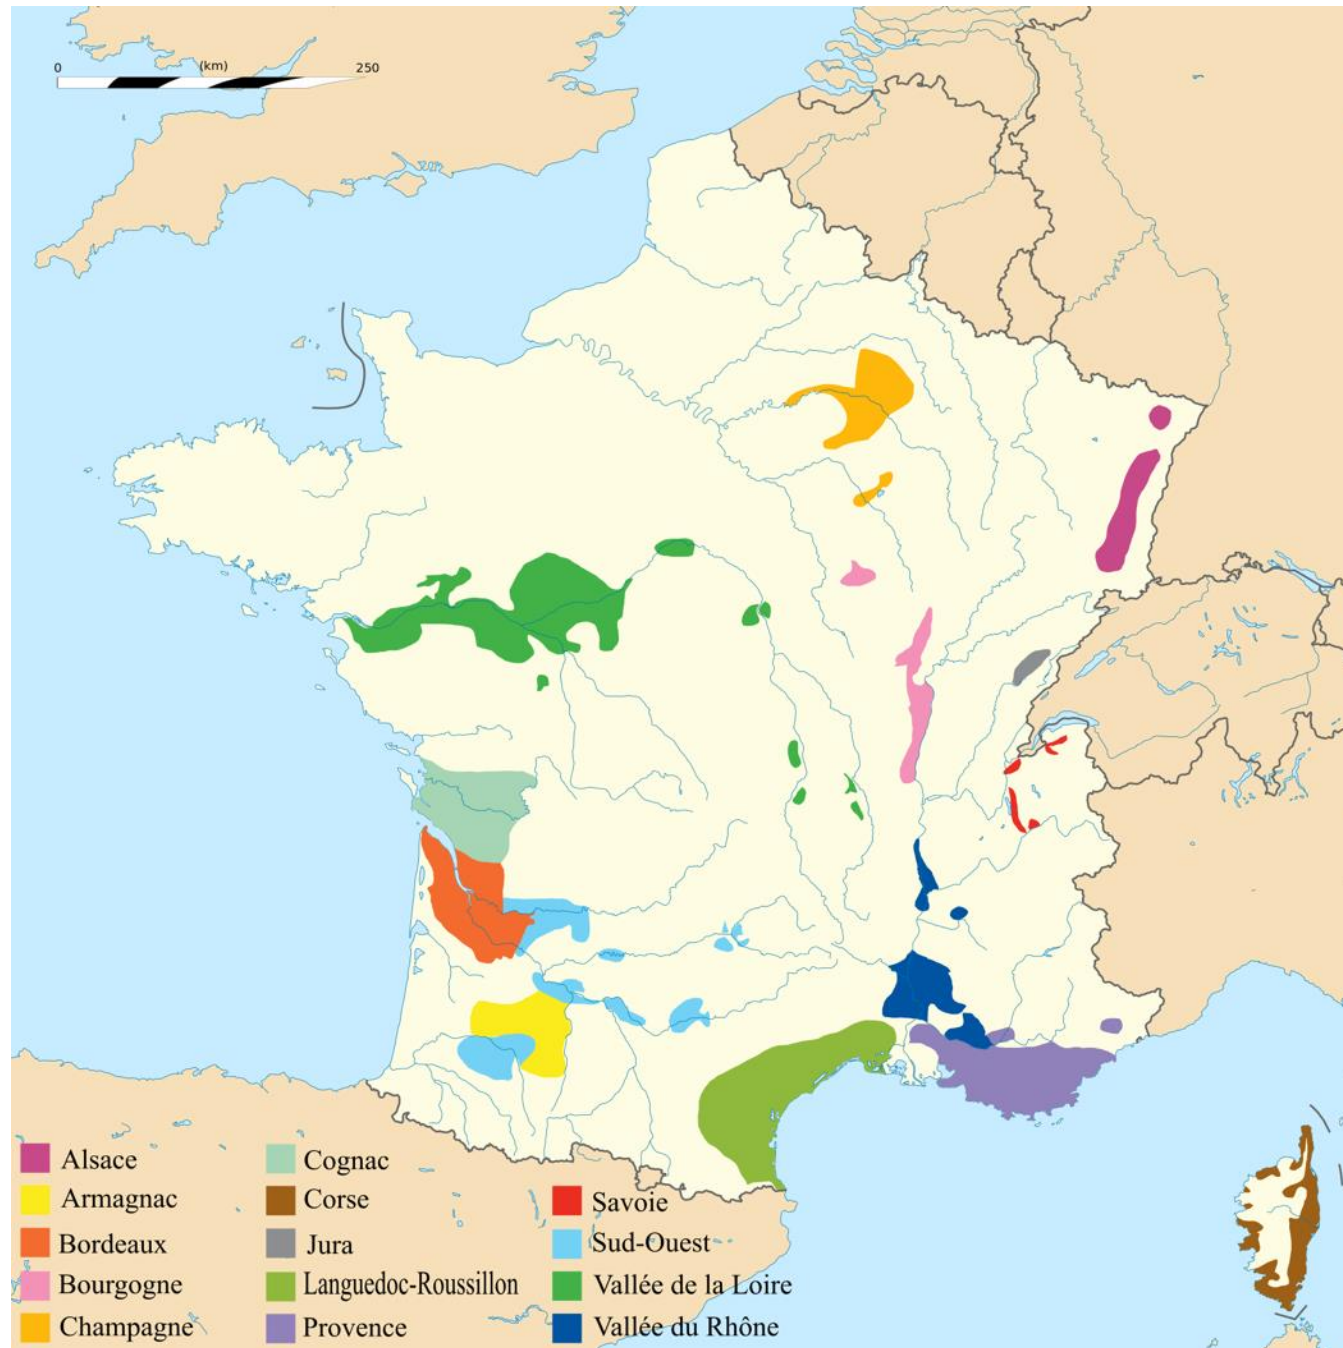 0 (km) 250
Alsace
Armagnac
Bordeaux
Bourgogne
Champagne
Cognac
Corse
Jura
Languedoc-Roussillon
Provence
Savoie
Sud-Ouest
Vallée de la Loire
Vallée du Rhône